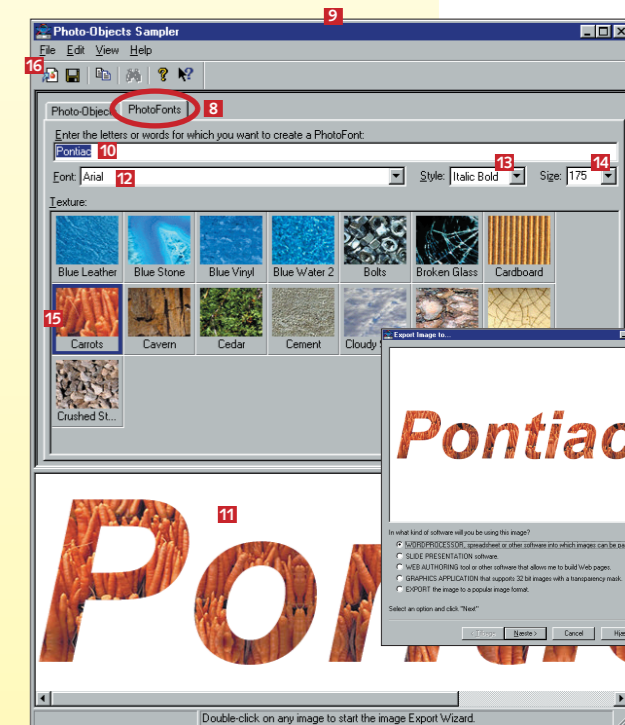 9
Photo-Objects Sampler
File Edit View Help
16
Photo-Objec PhotoFonts 8
Enter the letters or words for which you want to create a PhotoFont:
Pontiac 10
Font: Arial 12 Style: Italic Bold 13 Size: 175 14
Texture:
Blue Leather Blue Stone Blue Vinyl Blue Water 2 Bolts Broken Glass Cardboard
15
Carrots Cavern Cedar Cement Cloudy S
Crushed St...
Export Image to...
Pontiac
In what kind of software will you be using this image?
WORDPROCESSOR, spreadsheet or other software into which images can be pa
SLIDE PRESENTATION software.
WEB AUTHORING tool or other software that allows me to build Web pages.
GRAPHICS APPLICATION that supports 32 bit images with a transparency mask.
EXPORT the image to a popular image format.
Select an option and click "Next"
< Tilbage Næste > Cancel Hjæ
11
Pontiac
Double-click on any image to start the image Export Wizard.